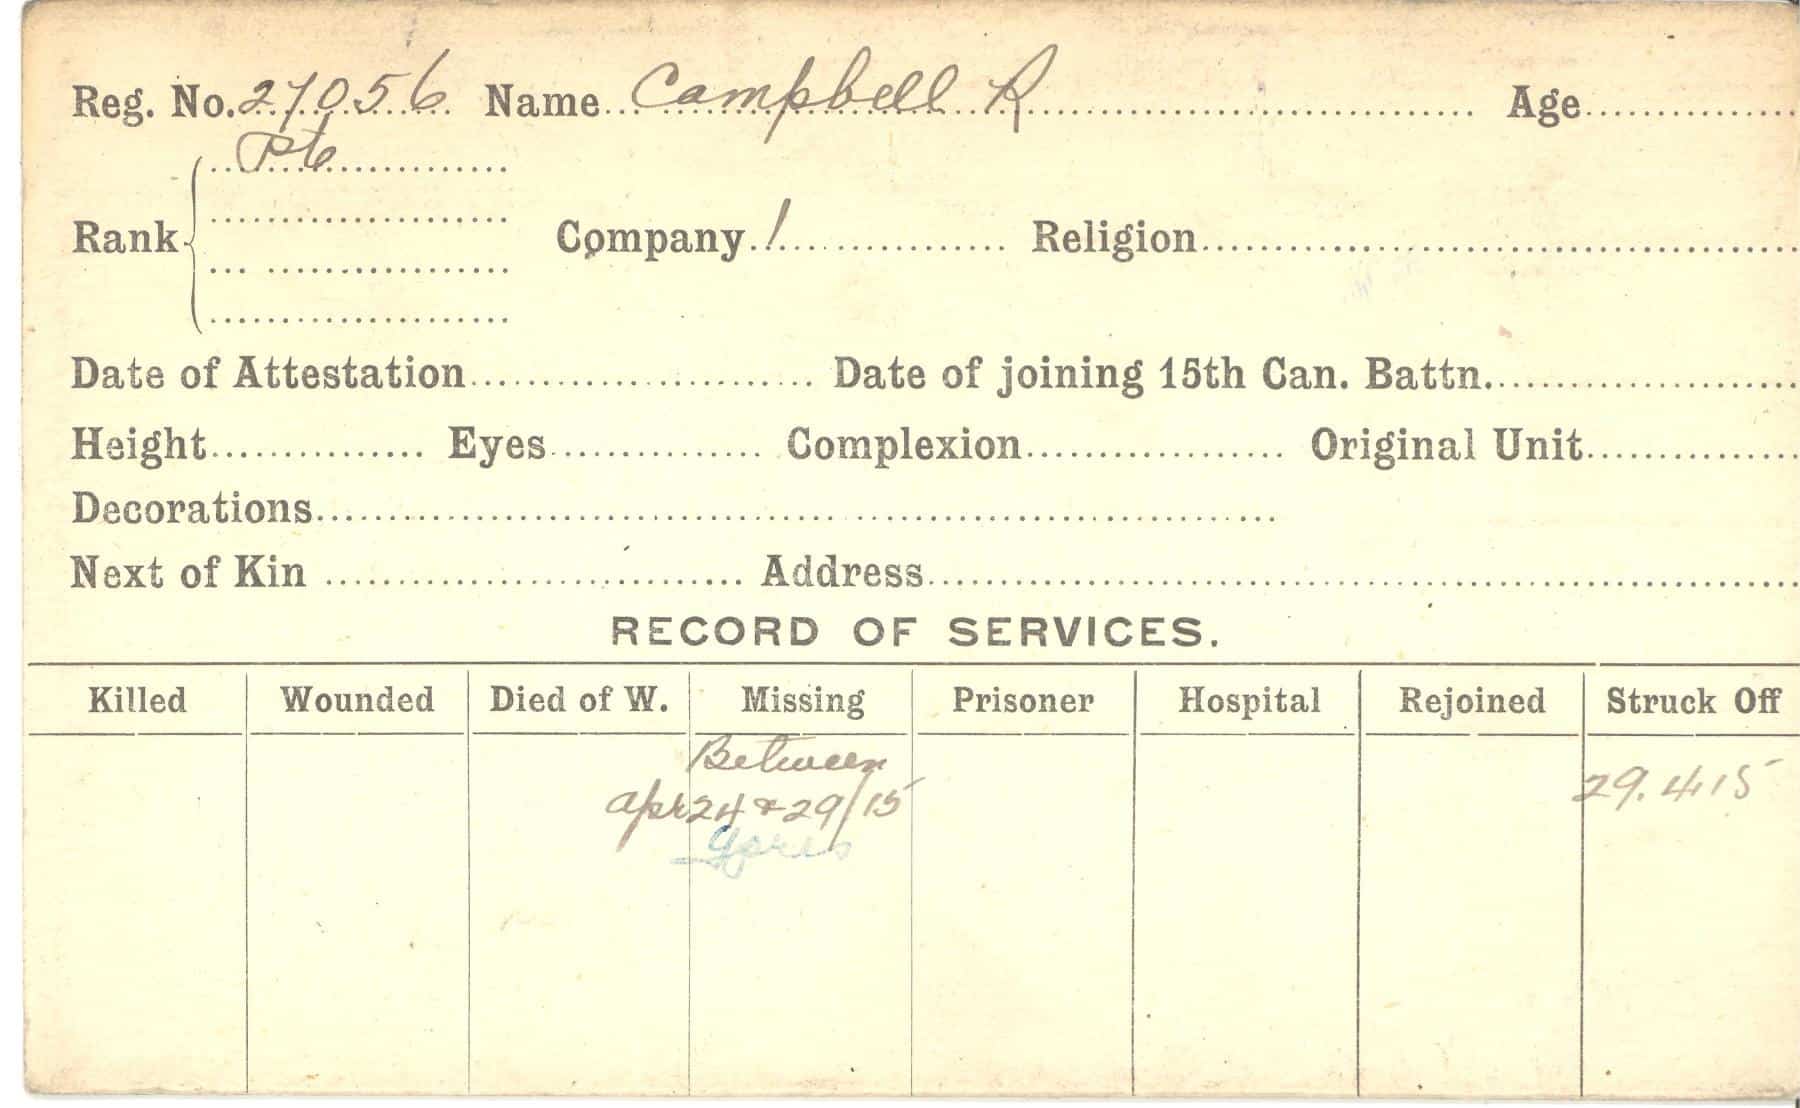 Reg. No. 27056 Name Campbell R Age
Pte
Rank Company 1 Religion
Date of Attestation Date of joining 15th Can. Battn.
Height Eyes Complexion Original Unit
Decorations
Next of Kin Address
RECORD OF SERVICES.
Killed Wounded Died of W. Missing Prisoner Hospital Rejoined Struck Off
Between
Apr 24 & 29/15 29.4.15
Ypres